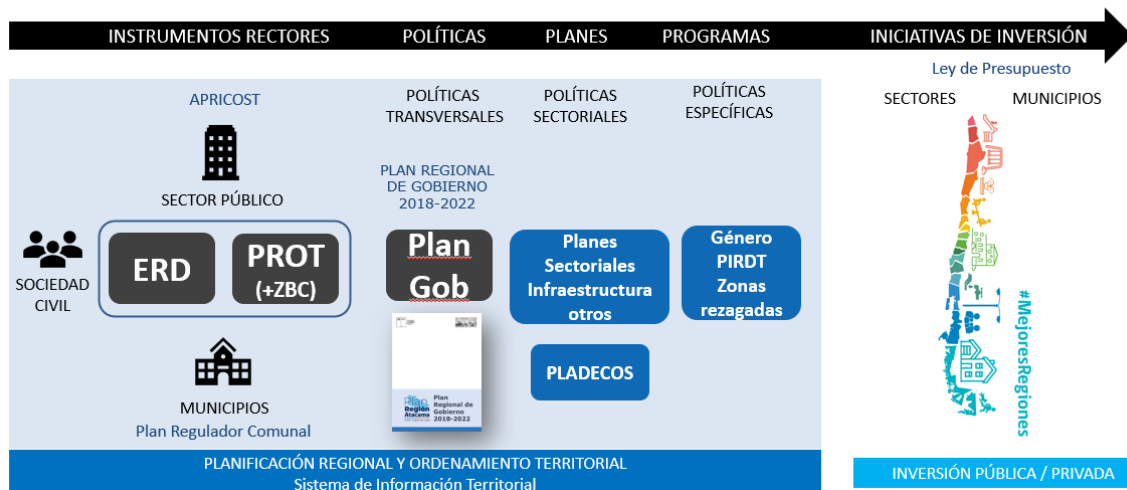 INSTRUMENTOS RECTORES
POLÍTICAS
PLANES
PROGRAMAS
INICIATIVAS DE INVERSIÓN
Ley de Presupuesto
SECTORES
MUNICIPIOS
APRICOST
POLÍTICAS
TRANSVERSALES
POLÍTICAS
SECTORIALES
POLÍTICAS
ESPECÍFICAS
SECTOR PÚBLICO
PLAN REGIONAL
DE GOBIERNO
2018-2022
SOCIEDAD
CIVIL
ERD
PROT
(+ZBC)
Plan
Gob
Planes
Sectoriales
Infraestructura
otros
Género
PIRDT
Zonas
rezagadas
PLADECOS
Plan
Región
Atacama
Plan
Regional de
Gobierno
2018-2022
MUNICIPIOS
Plan Regulador Comunal
#MejoresRegiones
PLANIFICACIÓN REGIONAL Y ORDENAMIENTO TERRITORIAL
Sistema de Información Territorial
INVERSIÓN PÚBLICA / PRIVADA